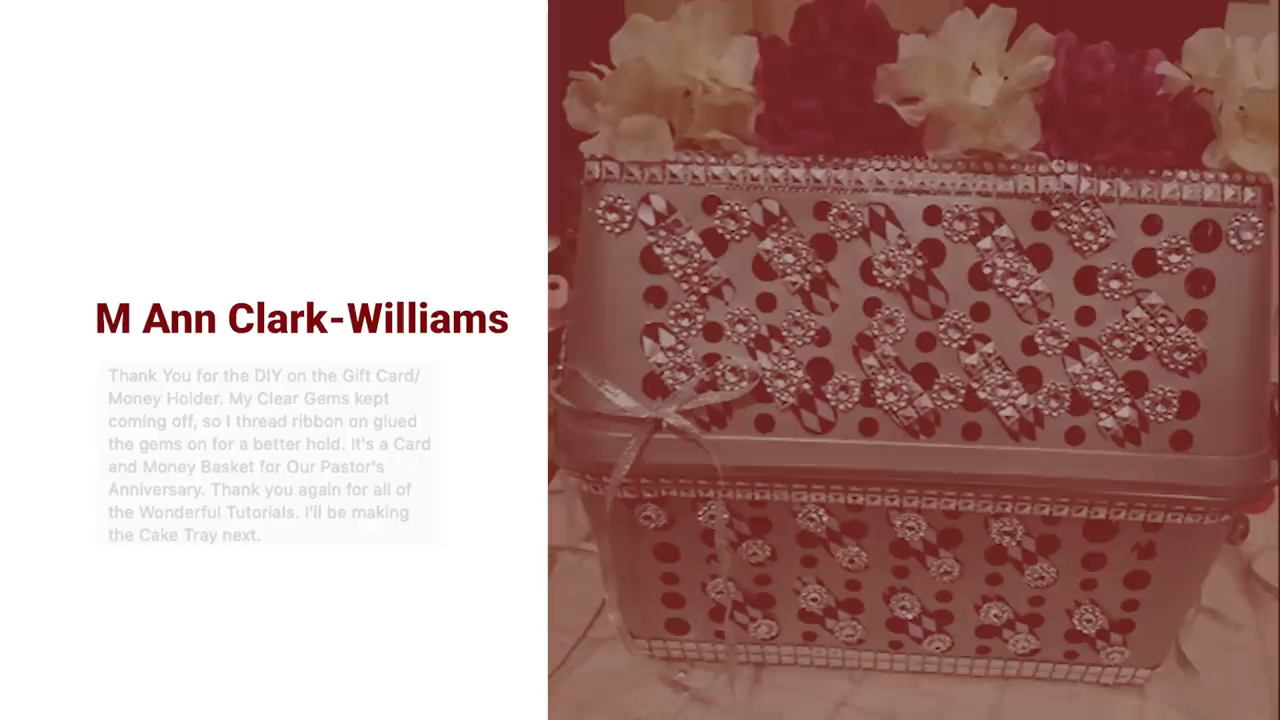 M Ann Clark-Williams
Thank You for the DIY on the Gift Card/
Money Holder. My Clear Gems kept
coming off, so I thread ribbon on glued
the gems on for a better hold. It's a Card
and Money Basket for Our Pastor's
Anniversary. Thank you again for all of
the Wonderful Tutorials. I'll be making
the Cake Tray next.